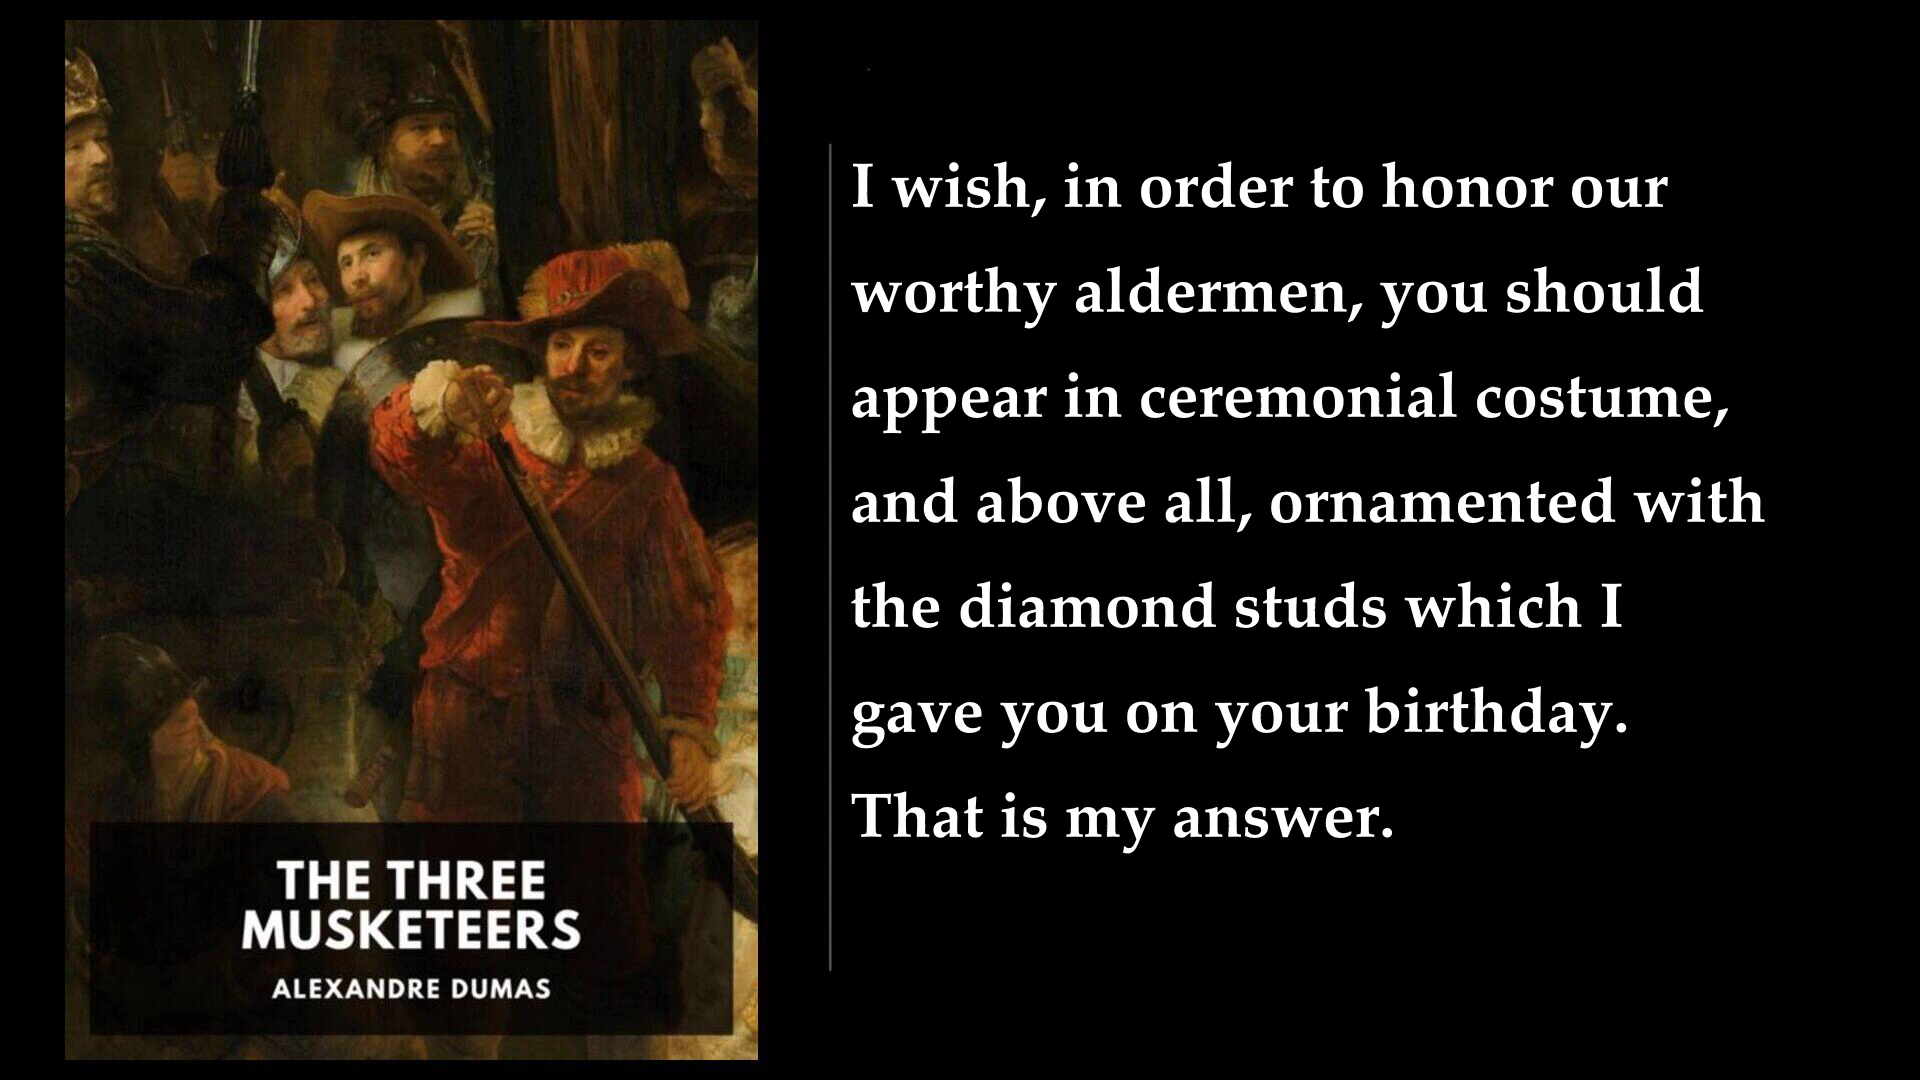 THE THREE
MUSKETEERS
ALEXANDRE DUMAS
I wish, in order to honor our
worthy aldermen, you should
appear in ceremonial costume,
and above all, ornamented with
the diamond studs which I
gave you on your birthday.
That is my answer.